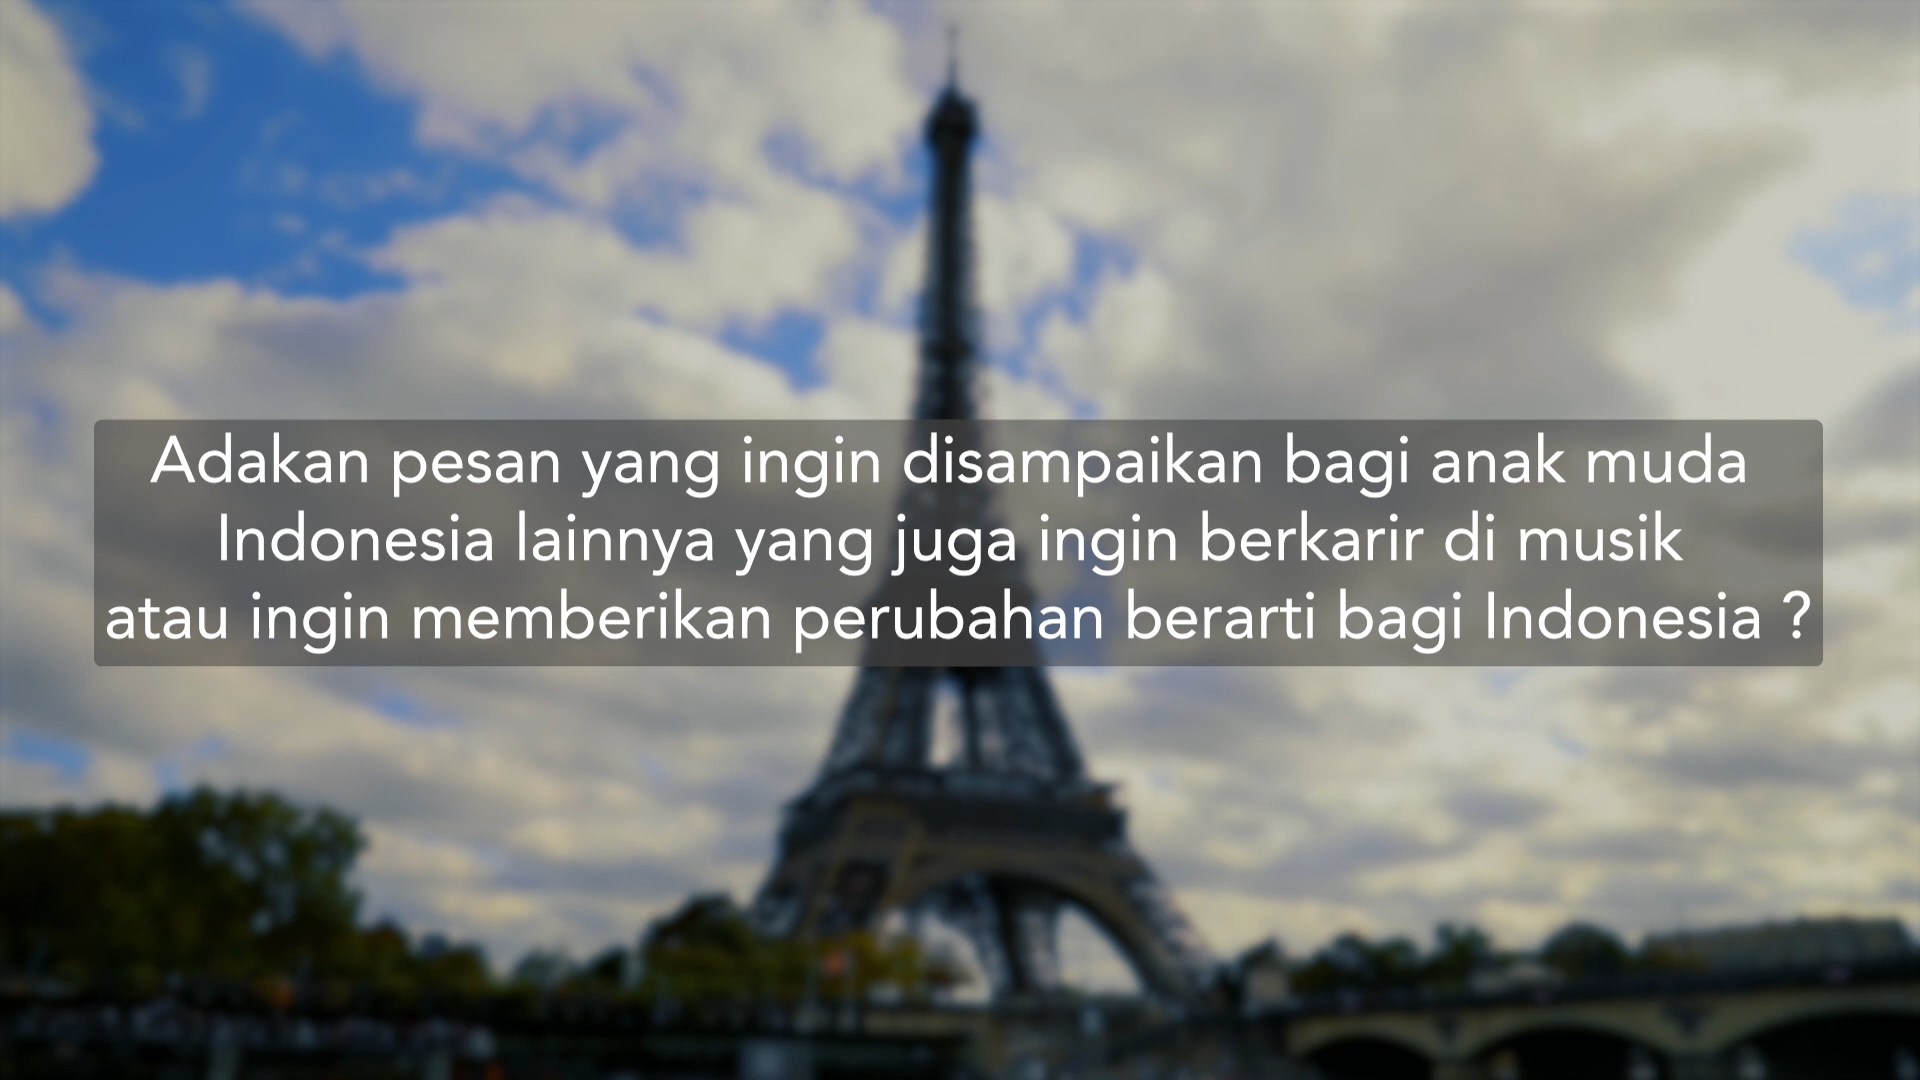 Adakan pesan yang ingin disampaikan bagi anak muda
Indonesia lainnya yang juga ingin berkarir di musik
atau ingin memberikan perubahan berarti bagi Indonesia ?